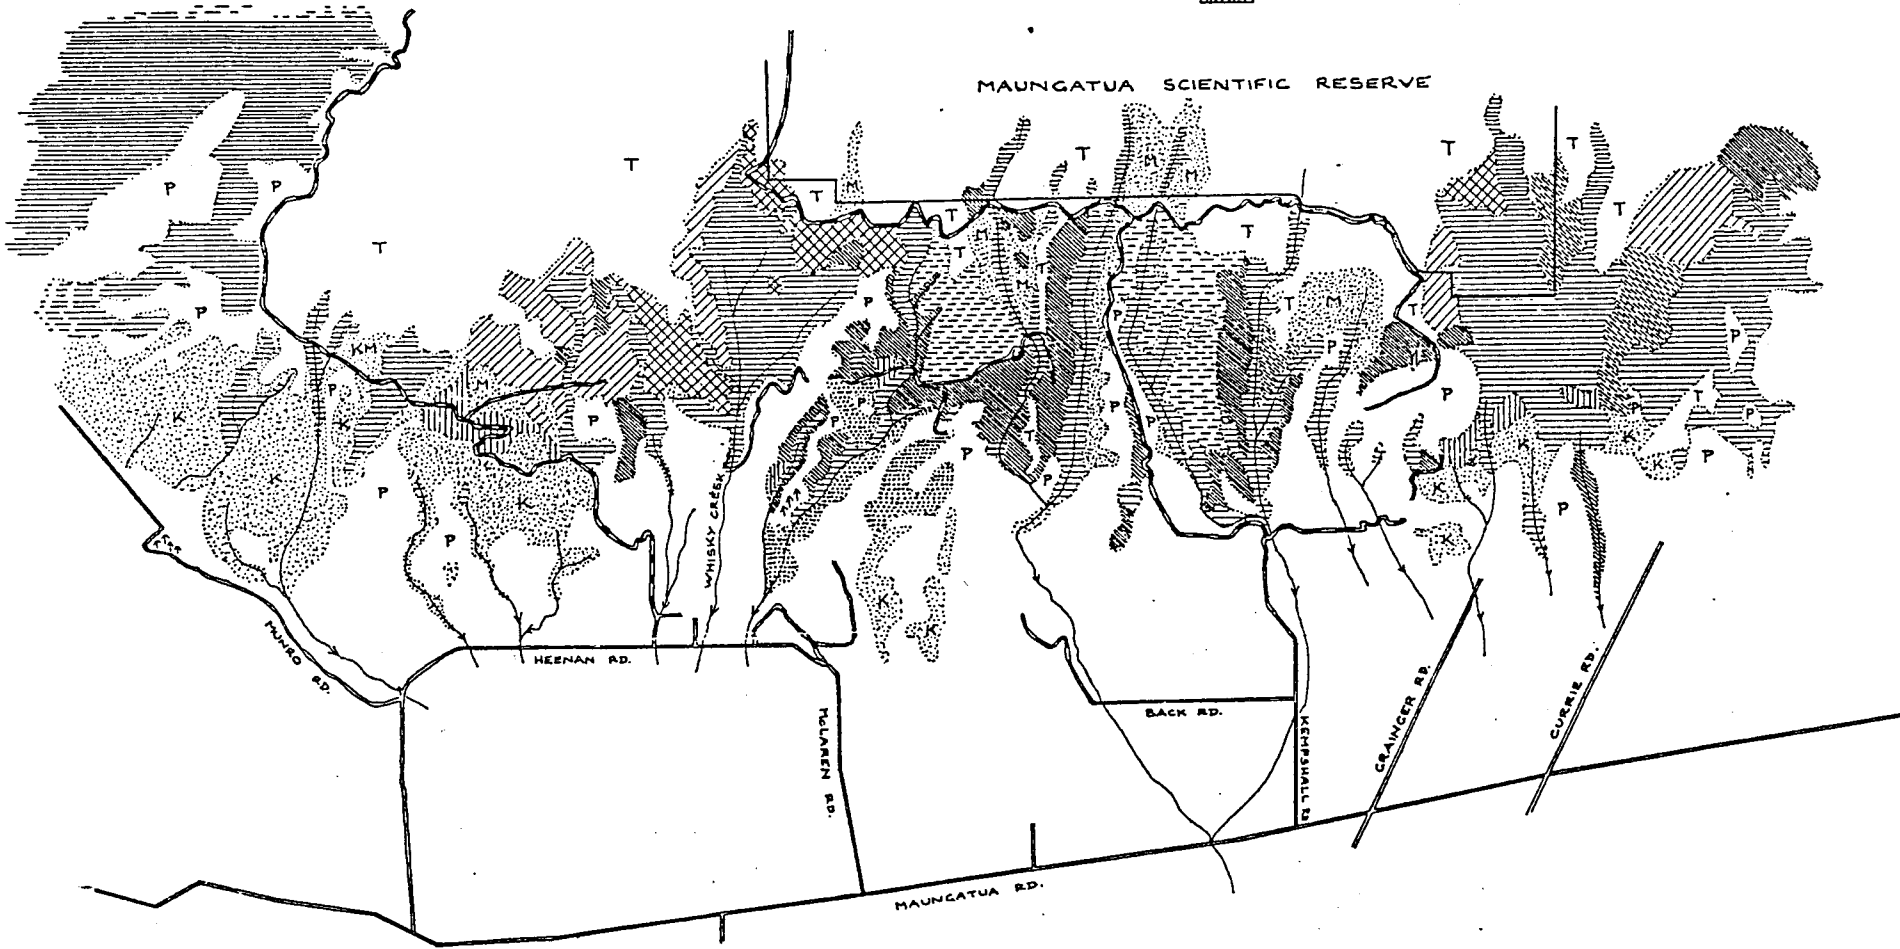 MAUNGATUA SCIENTIFIC RESERVE
T
T
T
T
T
M
M
M
P
P
T
T
T
T
T
M
T
P
T
M
P
P
T
M
T
P
KM
P
M
P
P
P
K
K
P
P
P
T
P
P
P
T
P
P
K
K
K
P
P
K
P
P
K
K
P
P
K
K
K
WHISKY CREEK
MUNRO RD.
HEENAN RD.
McLAREN RD.
BACK RD.
KEMPSHALL RD
GRAINGER RD.
CURRIE RD.
MAUNGATUA RD.